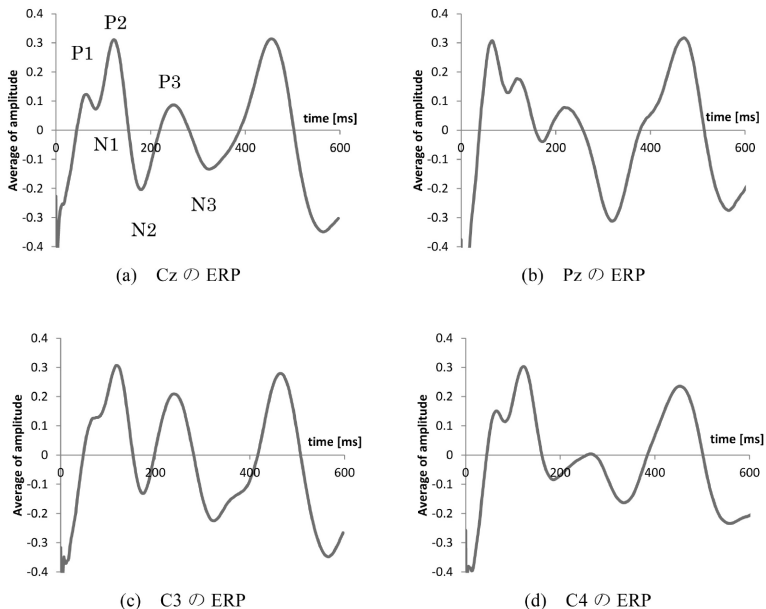 P2
P1
P3
N1
N2
N3
Average of amplitude
time [ms]
0.4
0.3
0.2
0.1
0
-0.1
-0.2
-0.3
-0.4
0 200 400 600
(a) Cz の ERP
Average of amplitude
time [ms]
0.4
0.3
0.2
0.1
0
-0.1
-0.2
-0.3
-0.4
0 200 400 600
(b) Pz の ERP
Average of amplitude
time [ms]
0.4
0.3
0.2
0.1
0
-0.1
-0.2
-0.3
-0.4
0 200 400 600
(c) C3 の ERP
Average of amplitude
time [ms]
0.4
0.3
0.2
0.1
0
-0.1
-0.2
-0.3
-0.4
0 200 400 600
(d) C4 の ERP